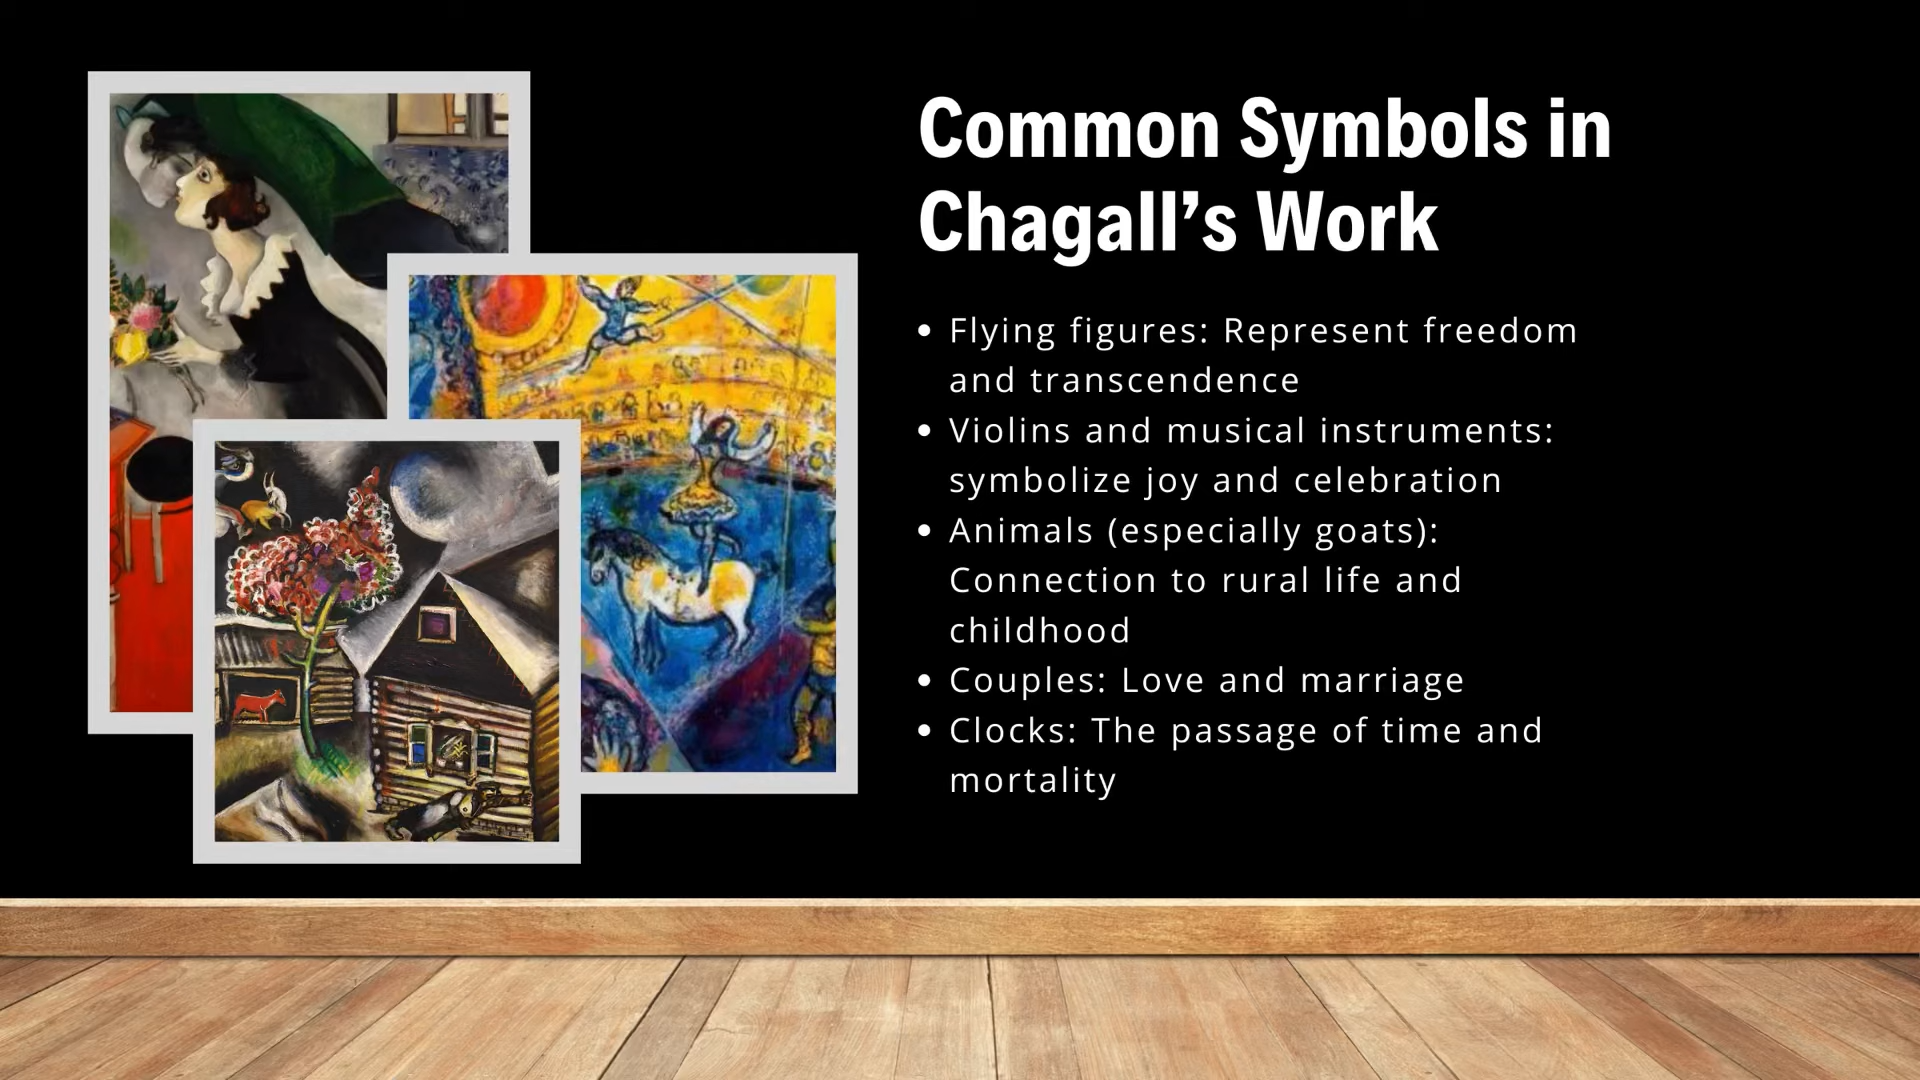 Common Symbols in
Chagall’s Work
• Flying figures: Represent freedom
and transcendence
• Violins and musical instruments:
symbolize joy and celebration
• Animals (especially goats):
Connection to rural life and
childhood
• Couples: Love and marriage
• Clocks: The passage of time and
mortality